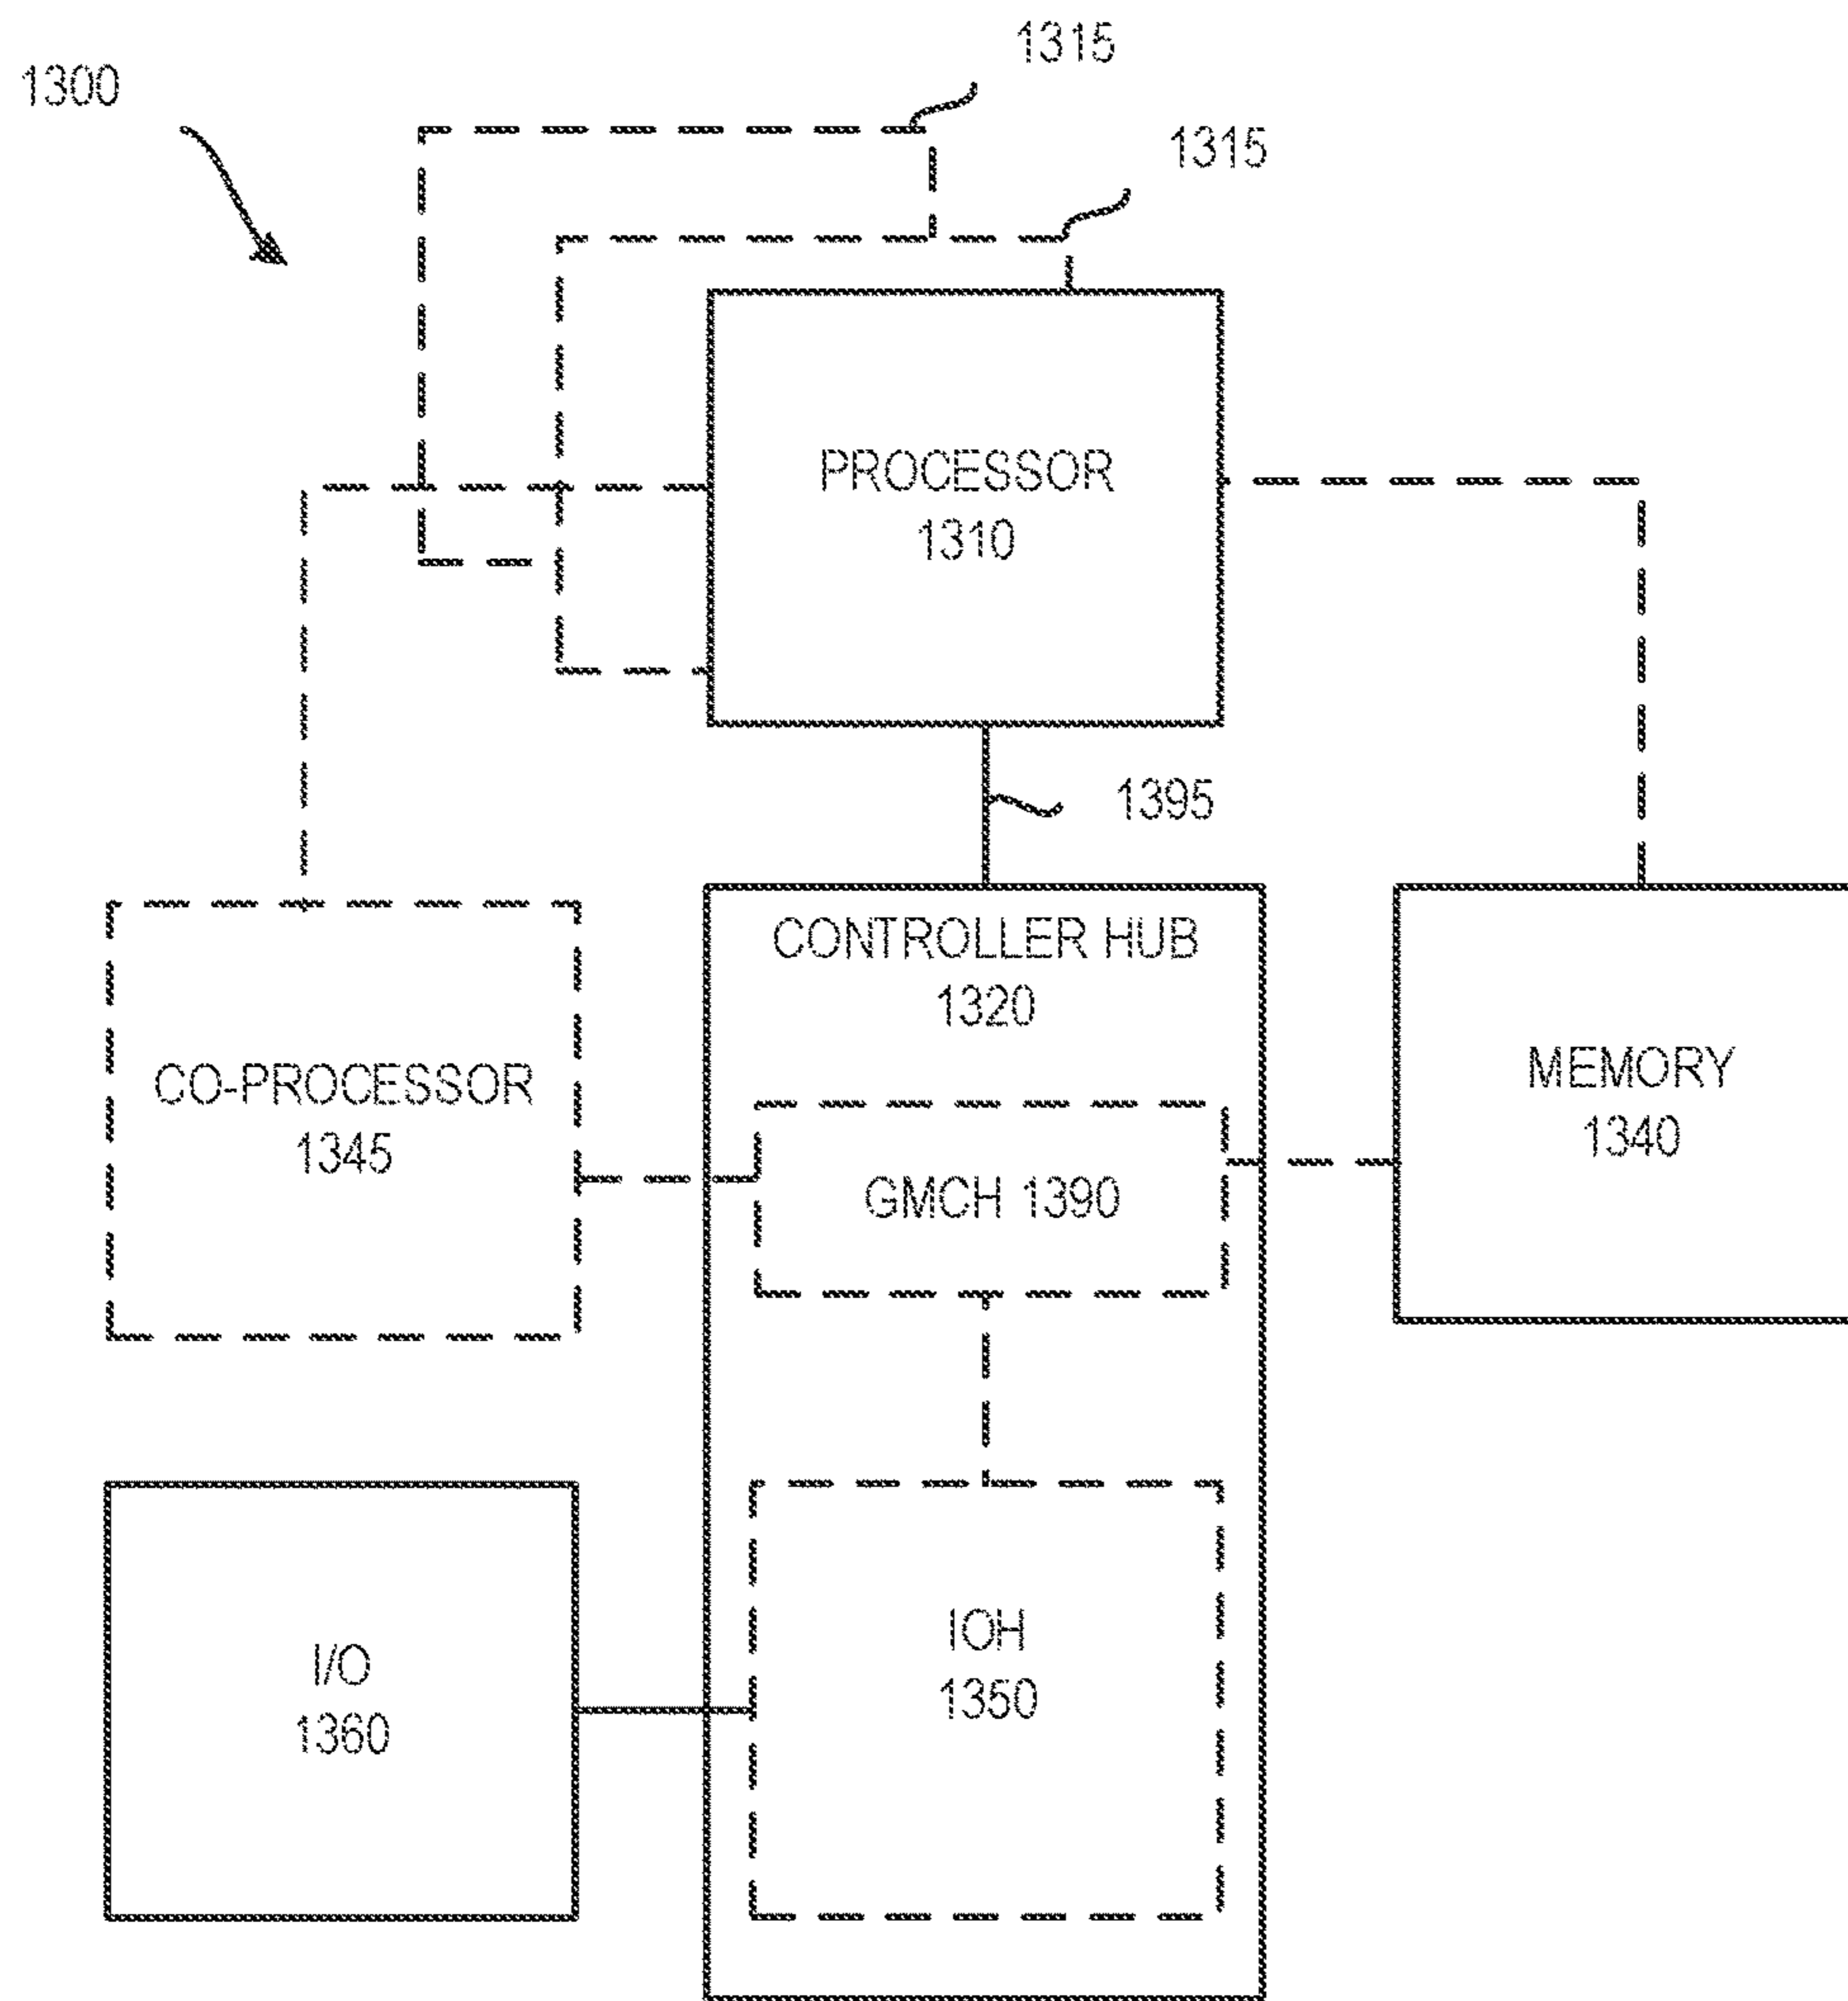 1315
1300
1315
PROCESSOR
1310
1395
CONTROLLER HUB
1320
CO-PROCESSOR
1345
MEMORY
1340
GMCH 1390
IOH
1350
I/O
1360